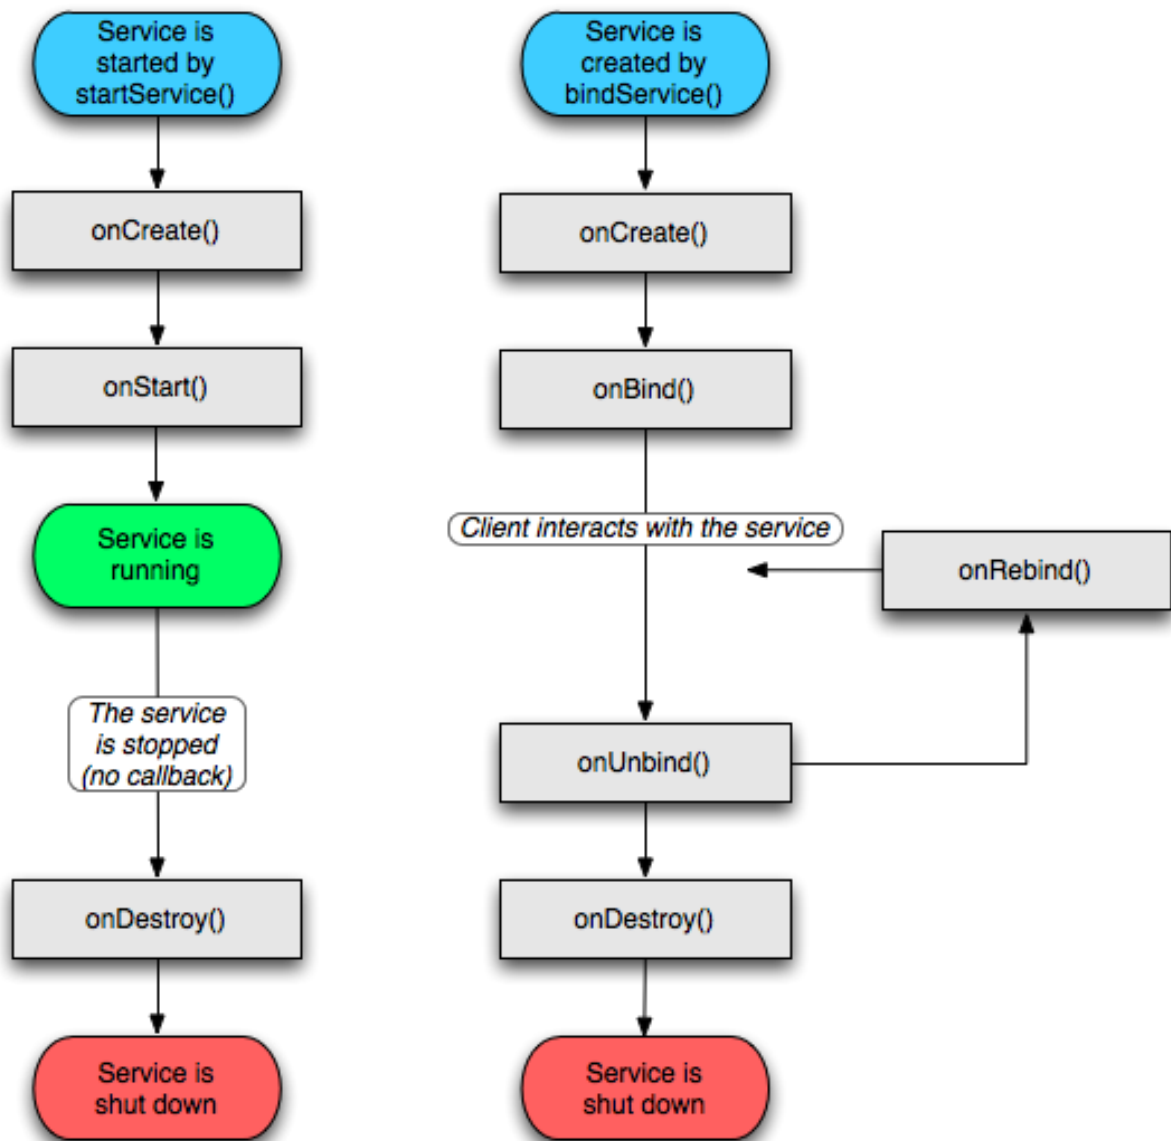 Service is
started by
startService()
onCreate()
onStart()
Service is
running
The service
is stopped
(no callback)
onDestroy()
Service is
shut down
Service is
created by
bindService()
onCreate()
onBind()
Client interacts with the service
onRebind()
onUnbind()
onDestroy()
Service is
shut down